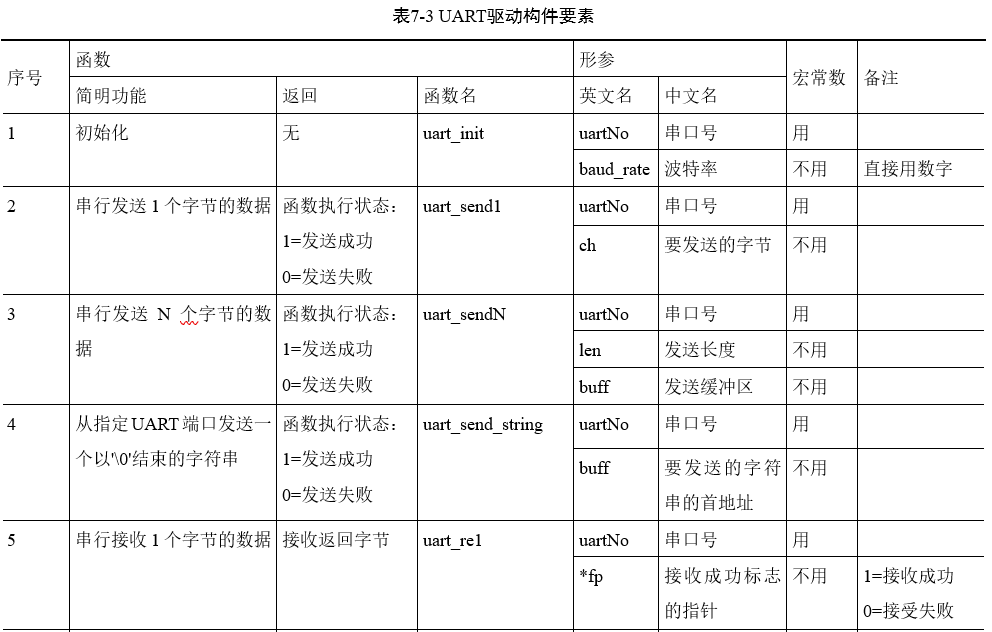 表7-3 UART驱动构件要素
序号 函数 形参 宏常数 备注
简明功能 返回 函数名 英文名 中文名
1 初始化 无 uart_init uartNo 串口号 用
baud_rate 波特率 不用 直接用数字
2 串行发送1个字节的数据 函数执行状态： uart_send1 uartNo 串口号 用
1=发送成功 ch 要发送的字节 不用
0=发送失败
3 串行发送 N 个字节的数 函数执行状态： uart_sendN uartNo 串口号 用
据 1=发送成功 len 发送长度 不用
0=发送失败 buff 发送缓冲区 不用
4 从指定UART端口发送一 函数执行状态： uart_send_string uartNo 串口号 用
个以'\0'结束的字符串 1=发送成功 buff 要发送的字符 不用
0=发送失败 串的首地址
5 串行接收1个字节的数据 接收返回字节 uart_re1 uartNo 串口号 用
*fp 接收成功标志 不用 1=接收成功
的指针 0=接受失败